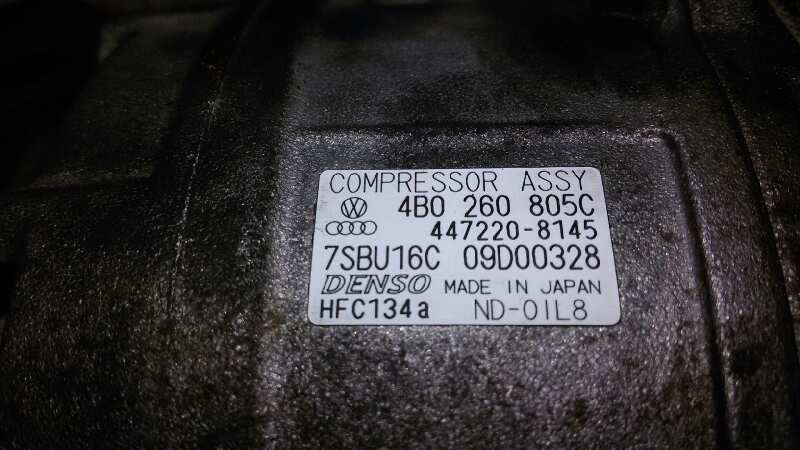 COMPRESSOR ASSY
4B0 260 805C
447220-8145
7SBU16C 09D00328
DENSO MADE IN JAPAN
HFC134a ND-OIL8